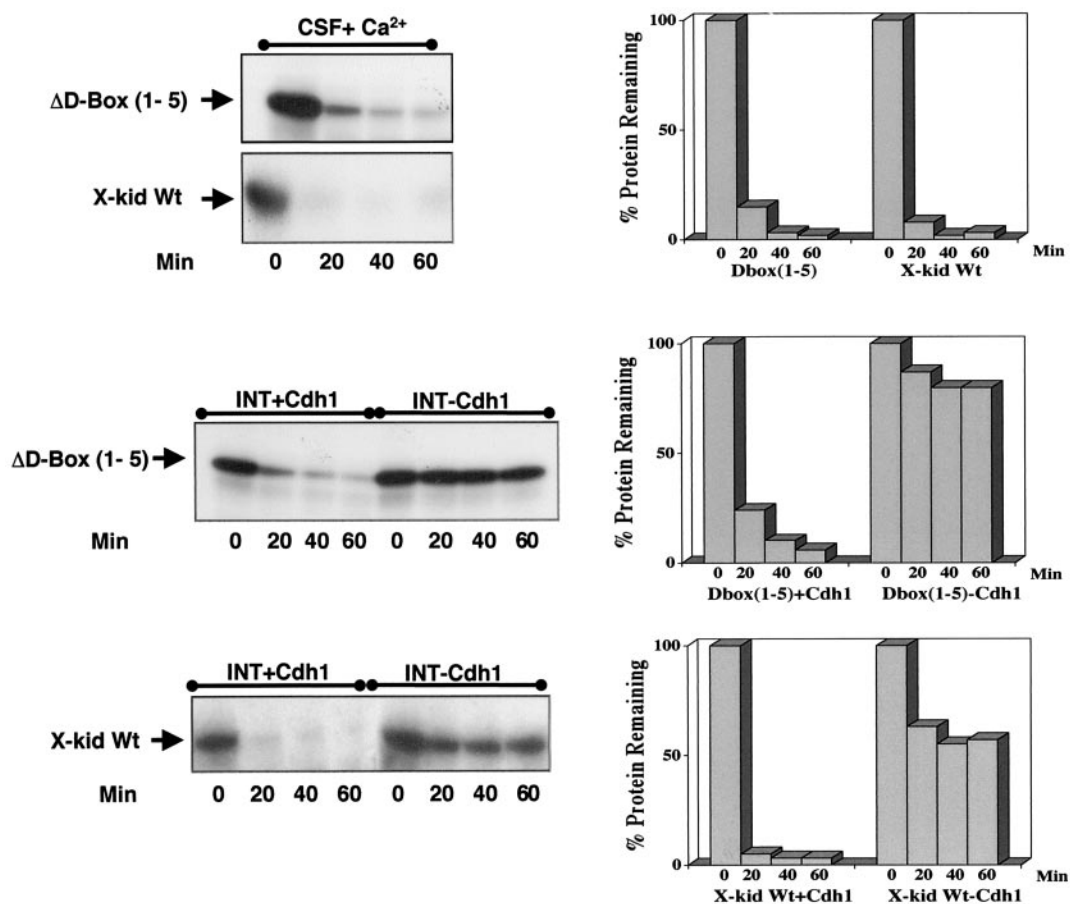 CSF+ Ca²⁺
ΔD-Box (1- 5)
X-kid Wt
Min 0 20 40 60
% Protein Remaining
100
50
0
0 20 40 60 0 20 40 60 Min
Dbox(1-5) X-kid Wt
INT+Cdh1 INT-Cdh1
ΔD-Box (1- 5)
Min 0 20 40 60 0 20 40 60
% Protein Remaining
100
50
0
0 20 40 60 0 20 40 60 Min
Dbox(1-5)+Cdh1 Dbox(1-5)-Cdh1
INT+Cdh1 INT-Cdh1
X-kid Wt
Min 0 20 40 60 0 20 40 60
% Protein Remaining
100
50
0
0 20 40 60 0 20 40 60 Min
X-kid Wt+Cdh1 X-kid Wt-Cdh1